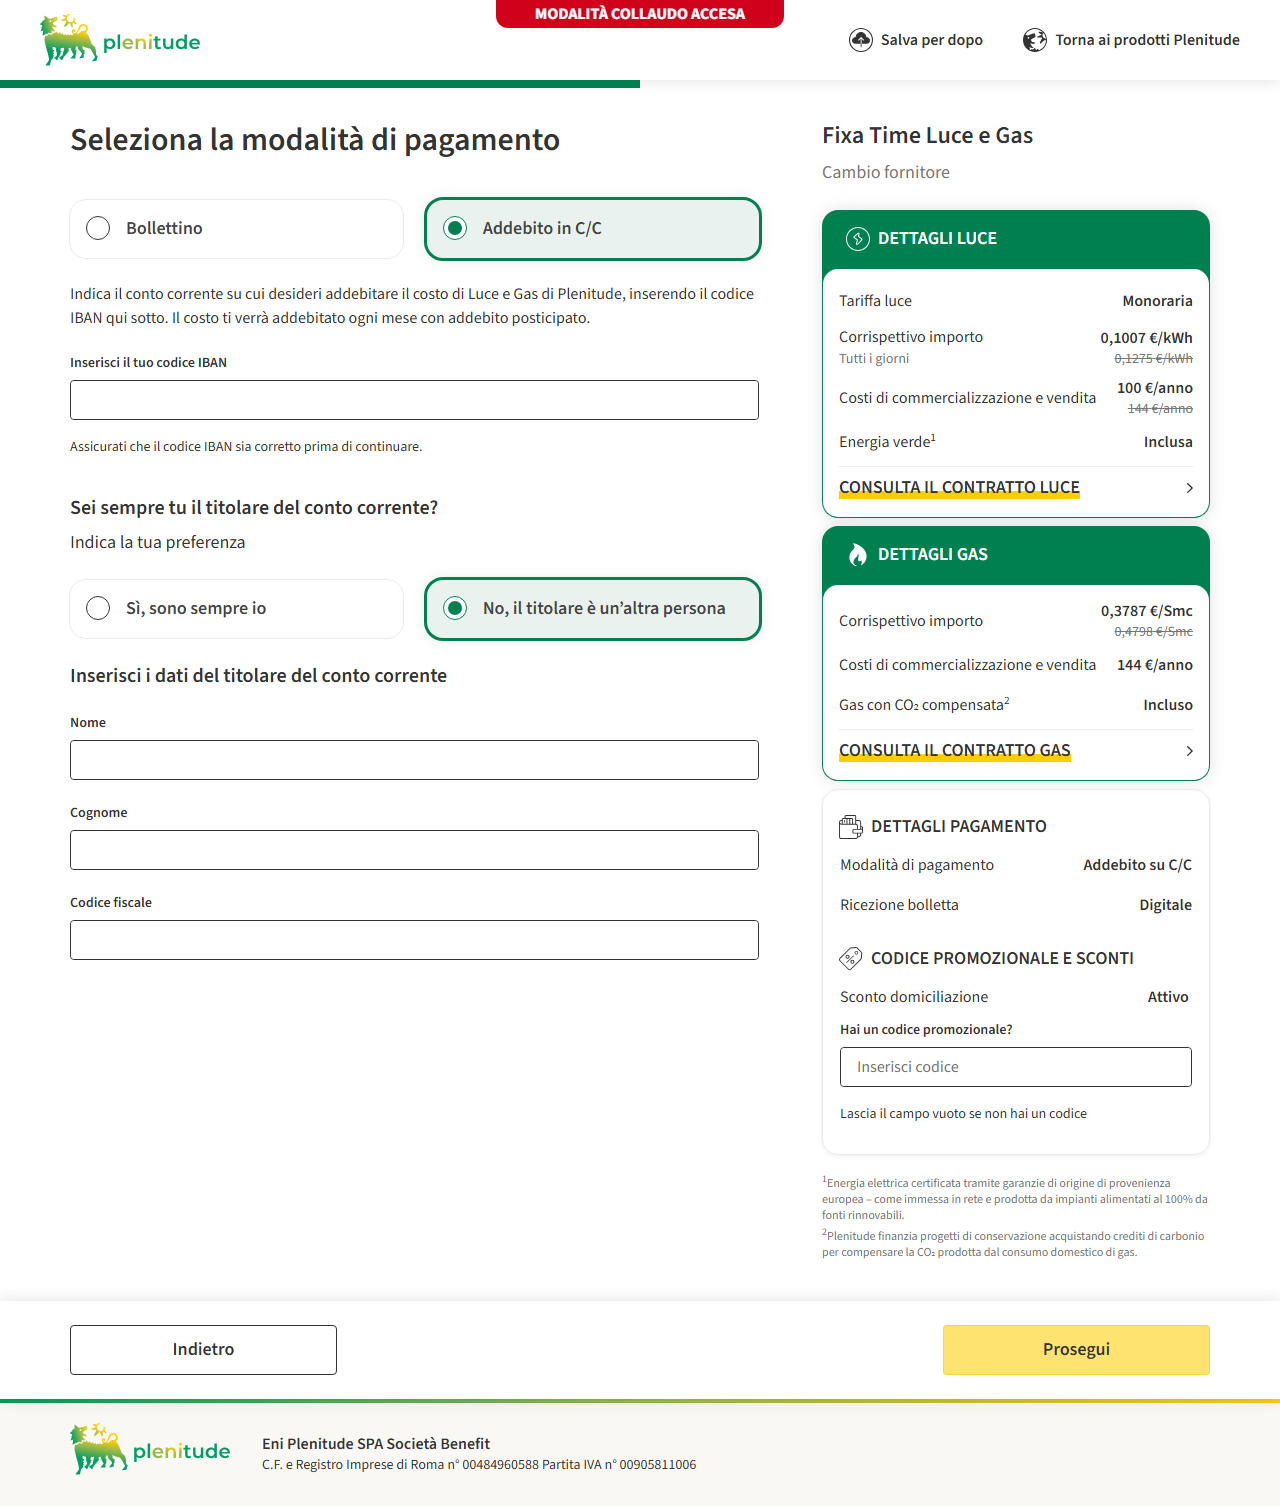 plenitude
MODALITÀ COLLAUDO ACCESA
Salva per dopo
Torna ai prodotti Plenitude
Seleziona la modalità di pagamento
Bollettino
Addebito in C/C
Indica il conto corrente su cui desideri addebitare il costo di Luce e Gas di Plenitude, inserendo il codice
IBAN qui sotto. Il costo ti verrà addebitato ogni mese con addebito posticipato.
Inserisci il tuo codice IBAN
Assicurati che il codice IBAN sia corretto prima di continuare.
Sei sempre tu il titolare del conto corrente?
Indica la tua preferenza
Sì, sono sempre io
No, il titolare è un’altra persona
Inserisci i dati del titolare del conto corrente
Nome
Cognome
Codice fiscale
Fixa Time Luce e Gas
Cambio fornitore
DETTAGLI LUCE
Tariffa luce Monoraria
Corrispettivo importo 0,1007 €/kWh
Tutti i giorni 0,1275 €/kWh
Costi di commercializzazione e vendita 100 €/anno
144 €/anno
Energia verde¹ Inclusa
CONSULTA IL CONTRATTO LUCE
DETTAGLI GAS
Corrispettivo importo 0,3787 €/Smc
0,4798 €/Smc
Costi di commercializzazione e vendita 144 €/anno
Gas con CO₂ compensata² Incluso
CONSULTA IL CONTRATTO GAS
DETTAGLI PAGAMENTO
Modalità di pagamento Addebito su C/C
Ricezione bolletta Digitale
CODICE PROMOZIONALE E SCONTI
Sconto domiciliazione Attivo
Hai un codice promozionale?
Inserisci codice
Lascia il campo vuoto se non hai un codice
¹Energia elettrica certificata tramite garanzie di origine di provenienza
europea – come immessa in rete e prodotta da impianti alimentati al 100% da
fonti rinnovabili.
²Plenitude finanzia progetti di conservazione acquistando crediti di carbonio
per compensare la CO₂ prodotta dal consumo domestico di gas.
Indietro
Prosegui
plenitude
Eni Plenitude SPA Società Benefit
C.F. e Registro Imprese di Roma n° 00484960588 Partita IVA n° 00905811006